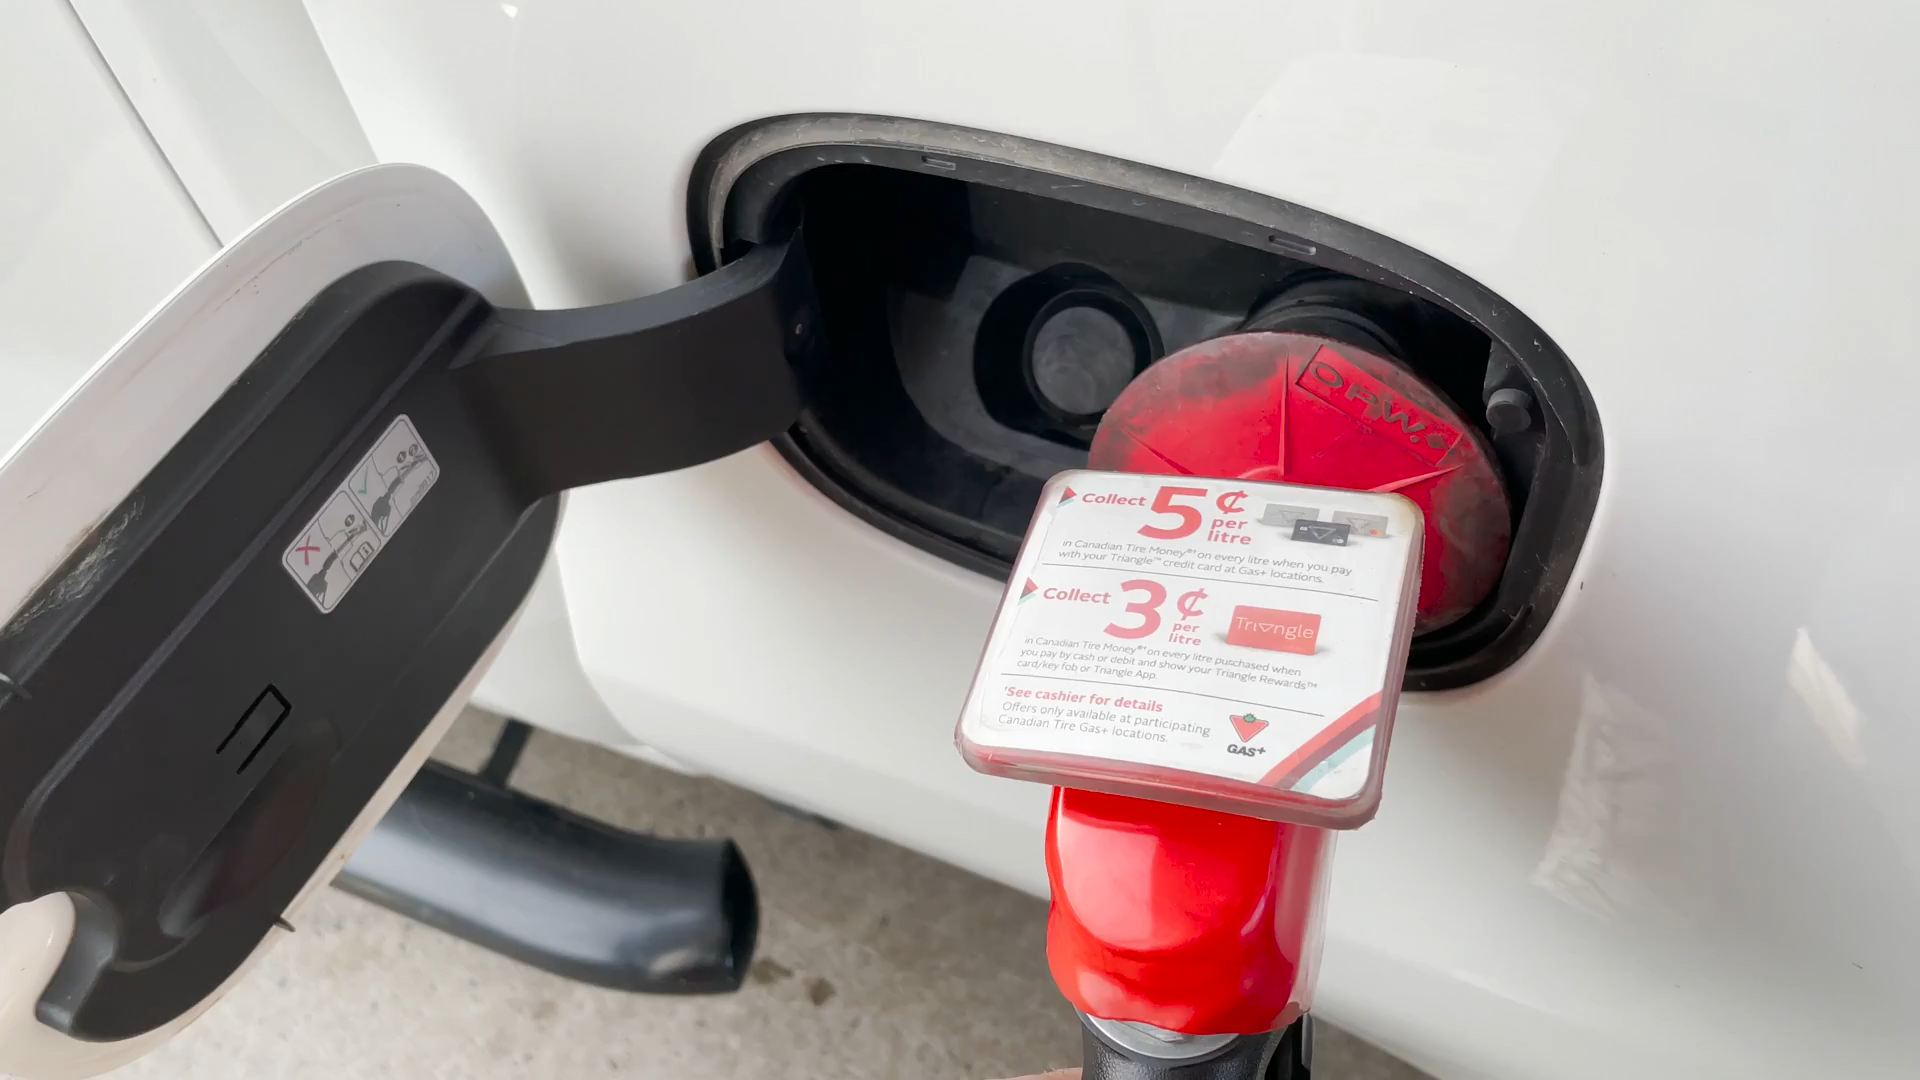 OPW
Collect 5¢ per litre
in Canadian Tire Money®† on every litre when you pay
with your Triangle™ credit card at Gas+ locations.
Collect 3¢ per litre
Triangle
in Canadian Tire Money®† on every litre purchased when
you pay by cash or debit and show your Triangle Rewards™
card/key fob or Triangle App.
†See cashier for details
Offers only available at participating
Canadian Tire Gas+ locations.
GAS+